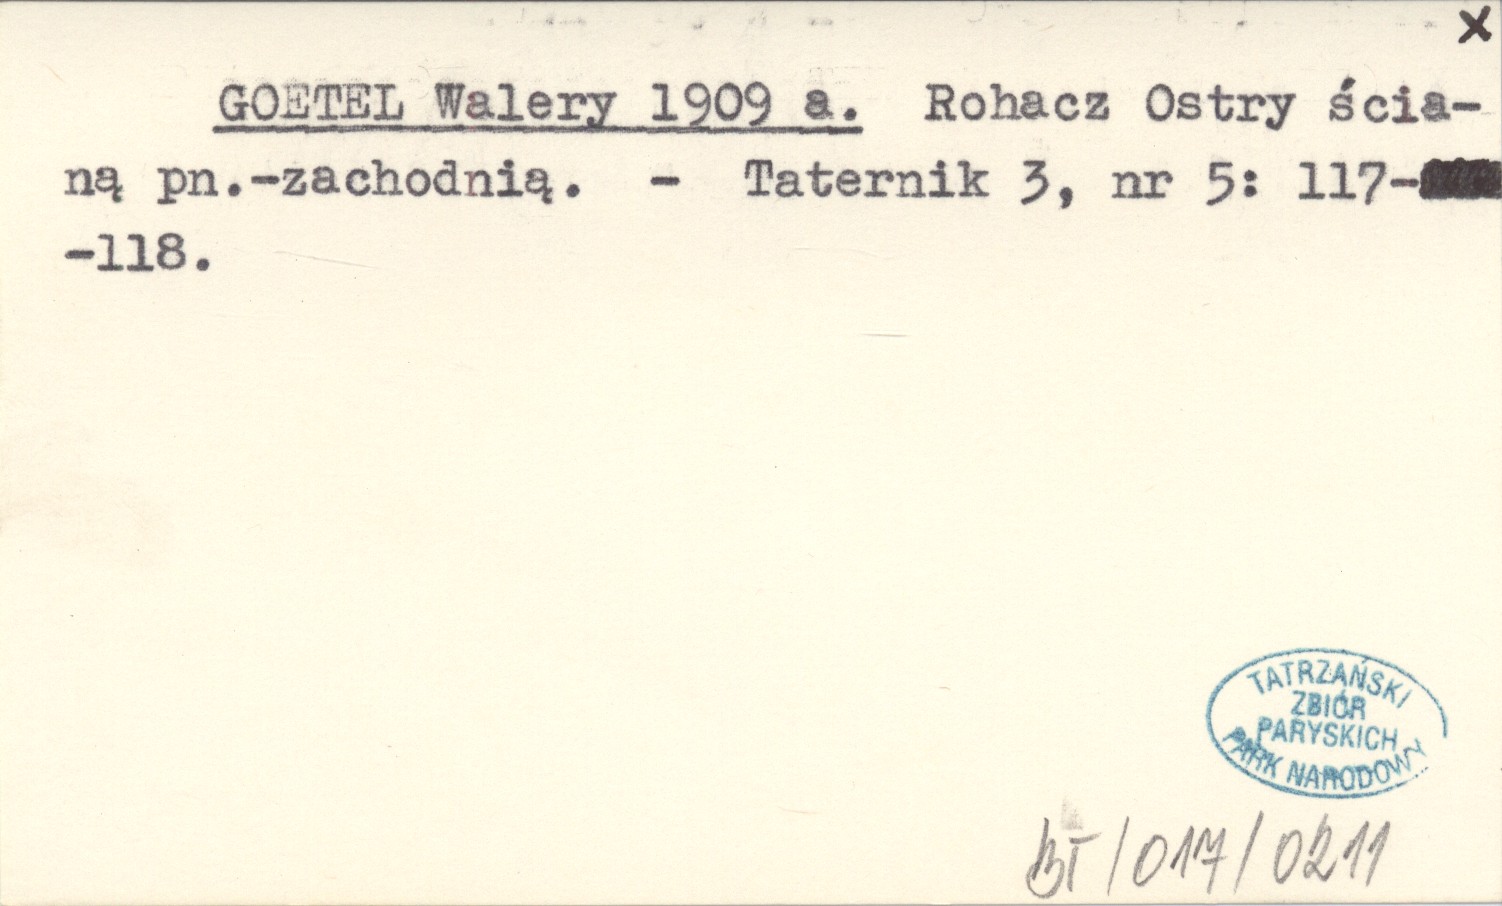 x
GOETEL Walery 1909 a. Rohacz Ostry ścia-
ną pn.-zachodnią. - Taternik 3, nr 5: 117-
-118.
TATRZAŃSKI
ZBIÓR
PARYSKICH
PARK NARODOWY
BT/017/0211